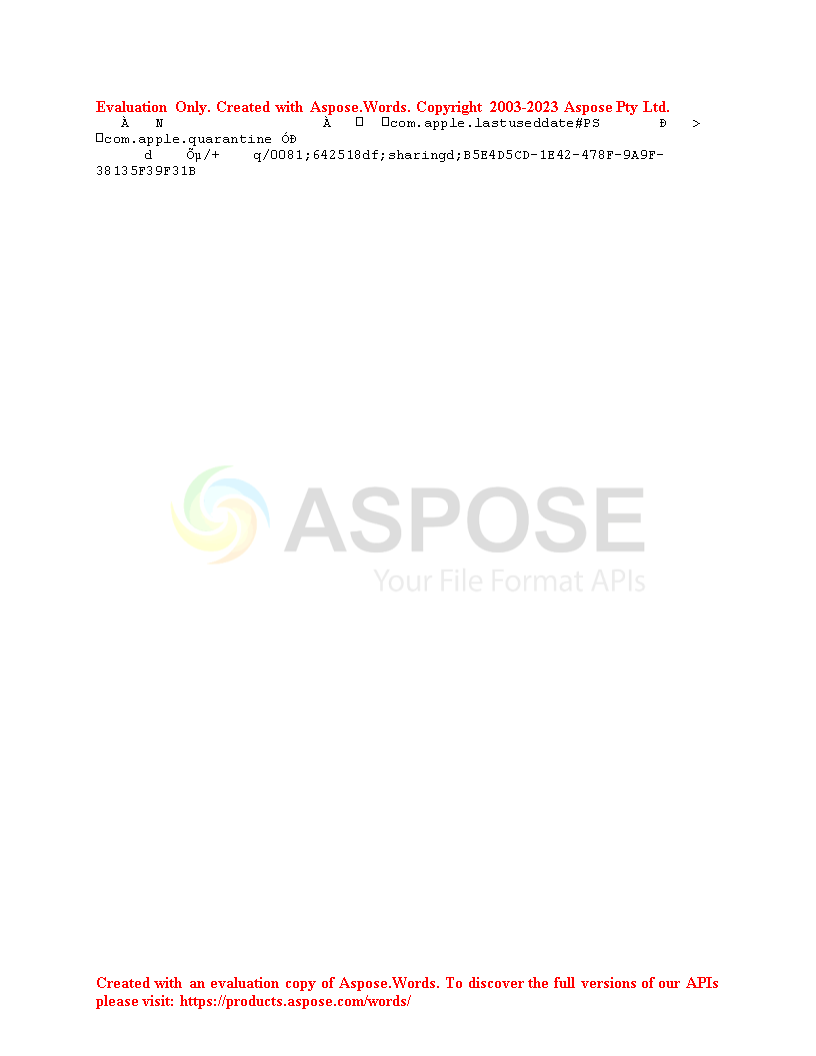 Evaluation Only. Created with Aspose.Words. Copyright 2003-2023 Aspose Pty Ltd.
À N À com.apple.lastuseddate#PS Ð >
com.apple.quarantine ÓÐ
d Õµ/+ q/0081;642518df;sharingd;B5E4D5CD-1E42-478F-9A9F-
38135F39F31B
ASPOSE
Your File Format APIs
Created with an evaluation copy of Aspose.Words. To discover the full versions of our APIs
please visit: https://products.aspose.com/words/